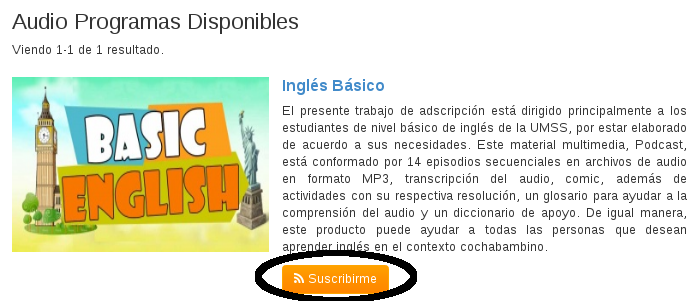 Audio Programas Disponibles
Viendo 1-1 de 1 resultado.
BASIC
ENGLISH
Inglés Básico
El presente trabajo de adscripción está dirigido principalmente a los
estudiantes de nivel básico de inglés de la UMSS, por estar elaborado
de acuerdo a sus necesidades. Este material multimedia, Podcast,
está conformado por 14 episodios secuenciales en archivos de audio
en formato MP3, transcripción del audio, comic, además de
actividades con su respectiva resolución, un glosario para ayudar a la
comprensión del audio y un diccionario de apoyo. De igual manera,
este producto puede ayudar a todas las personas que desean
aprender inglés en el contexto cochabambino.
Suscribirme